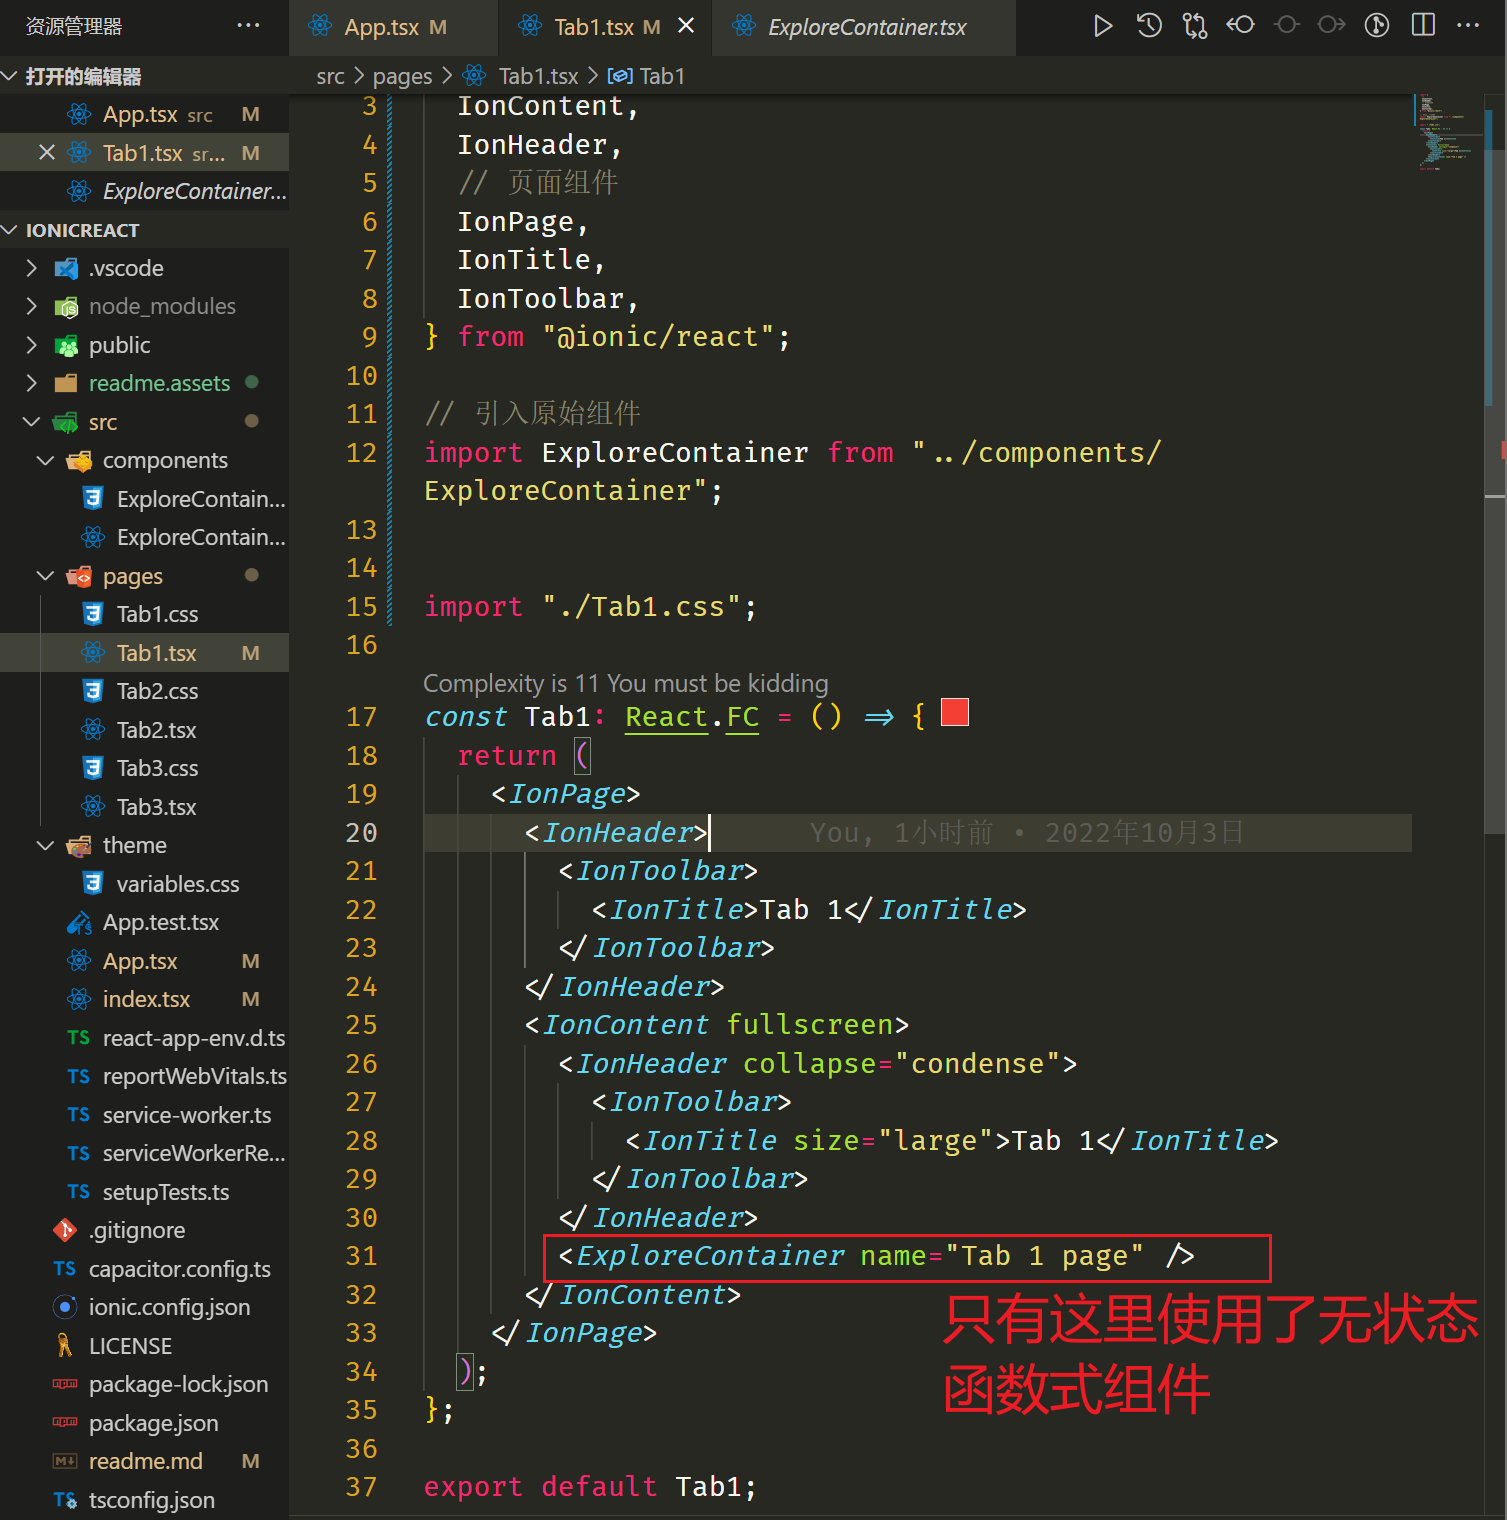 资源管理器 ···
打开的编辑器
App.tsx src M
Tab1.tsx sr... M
ExploreContainer...
IONICREACT
.vscode
node_modules
public
readme.assets
src
components
ExploreContain...
ExploreContain...
pages
Tab1.css
Tab1.tsx M
Tab2.css
Tab2.tsx
Tab3.css
Tab3.tsx
theme
variables.css
App.test.tsx
App.tsx M
index.tsx M
TS react-app-env.d.ts
TS reportWebVitals.ts
TS service-worker.ts
TS serviceWorkerRe...
TS setupTests.ts
.gitignore
TS capacitor.config.ts
ionic.config.json
LICENSE
package-lock.json
package.json
readme.md M
TS tsconfig.json
App.tsx M Tab1.tsx M ExploreContainer.tsx
src > pages > Tab1.tsx > Tab1
3 IonContent,
4 IonHeader,
5 // 页面组件
6 IonPage,
7 IonTitle,
8 IonToolbar,
9 } from "@ionic/react";
10
11 // 引入原始组件
12 import ExploreContainer from "../components/
ExploreContainer";
13
14
15 import "./Tab1.css";
16
Complexity is 11 You must be kidding
17 const Tab1: React.FC = () => {
18 return (
19 <IonPage>
20 <IonHeader> You, 1小时前 • 2022年10月3日
21 <IonToolbar>
22 <IonTitle>Tab 1</IonTitle>
23 </IonToolbar>
24 </IonHeader>
25 <IonContent fullscreen>
26 <IonHeader collapse="condense">
27 <IonToolbar>
28 <IonTitle size="large">Tab 1</IonTitle>
29 </IonToolbar>
30 </IonHeader>
31 <ExploreContainer name="Tab 1 page" />
32 </IonContent>
33 </IonPage>
34 );
35 };
36
37 export default Tab1;
只有这里使用了无状态
函数式组件